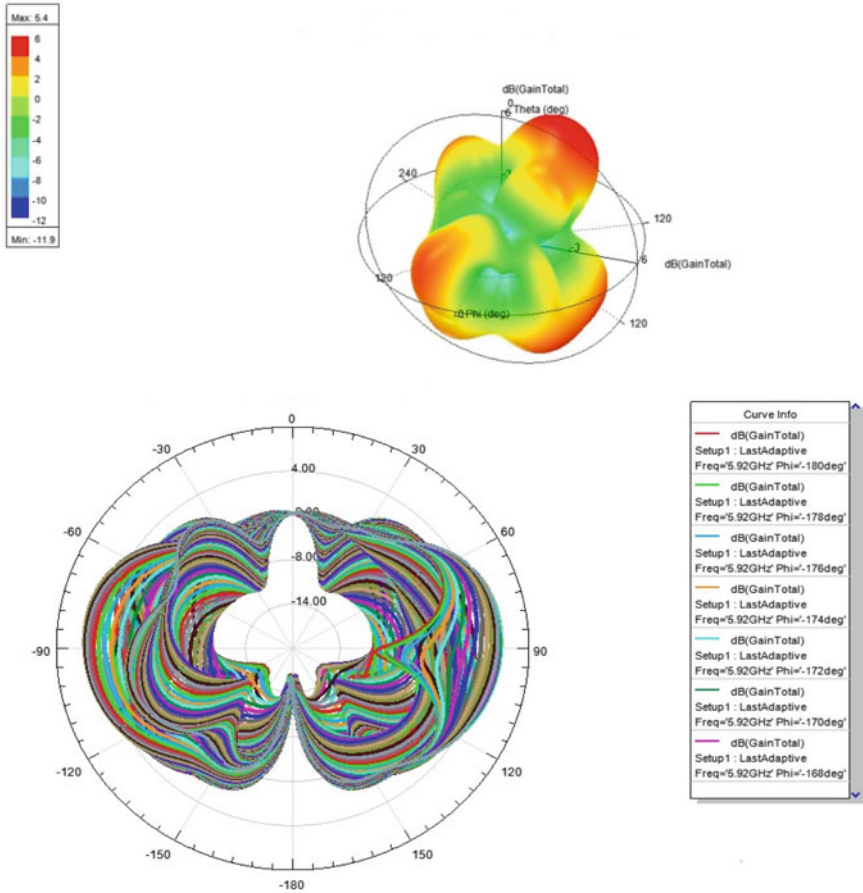 Max: 5.4
6
4
2
0
-2
-4
-6
-8
-10
-12
Min: -11.9
dB(GainTotal)
0
6
Theta (deg)
240
-3
120
-3
6
dB(GainTotal)
120
Phi (deg)
120
0
-30
30
4.00
-60
60
-8.00
-14.00
-90
90
-120
120
-150
150
-180
Curve Info
dB(GainTotal)
Setup1 : LastAdaptive
Freq='5.92GHz' Phi='-180deg'
dB(GainTotal)
Setup1 : LastAdaptive
Freq='5.92GHz' Phi='-178deg'
dB(GainTotal)
Setup1 : LastAdaptive
Freq='5.92GHz' Phi='-176deg'
dB(GainTotal)
Setup1 : LastAdaptive
Freq='5.92GHz' Phi='-174deg'
dB(GainTotal)
Setup1 : LastAdaptive
Freq='5.92GHz' Phi='-172deg'
dB(GainTotal)
Setup1 : LastAdaptive
Freq='5.92GHz' Phi='-170deg'
dB(GainTotal)
Setup1 : LastAdaptive
Freq='5.92GHz' Phi='-168deg'